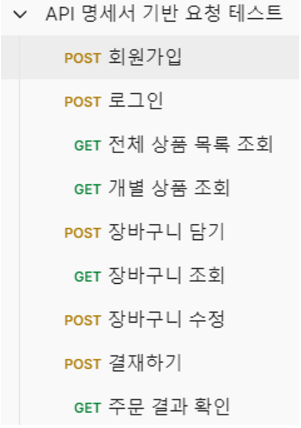 API 명세서 기반 요청 테스트
POST 회원가입
POST 로그인
GET 전체 상품 목록 조회
GET 개별 상품 조회
POST 장바구니 담기
GET 장바구니 조회
POST 장바구니 수정
POST 결재하기
GET 주문 결과 확인